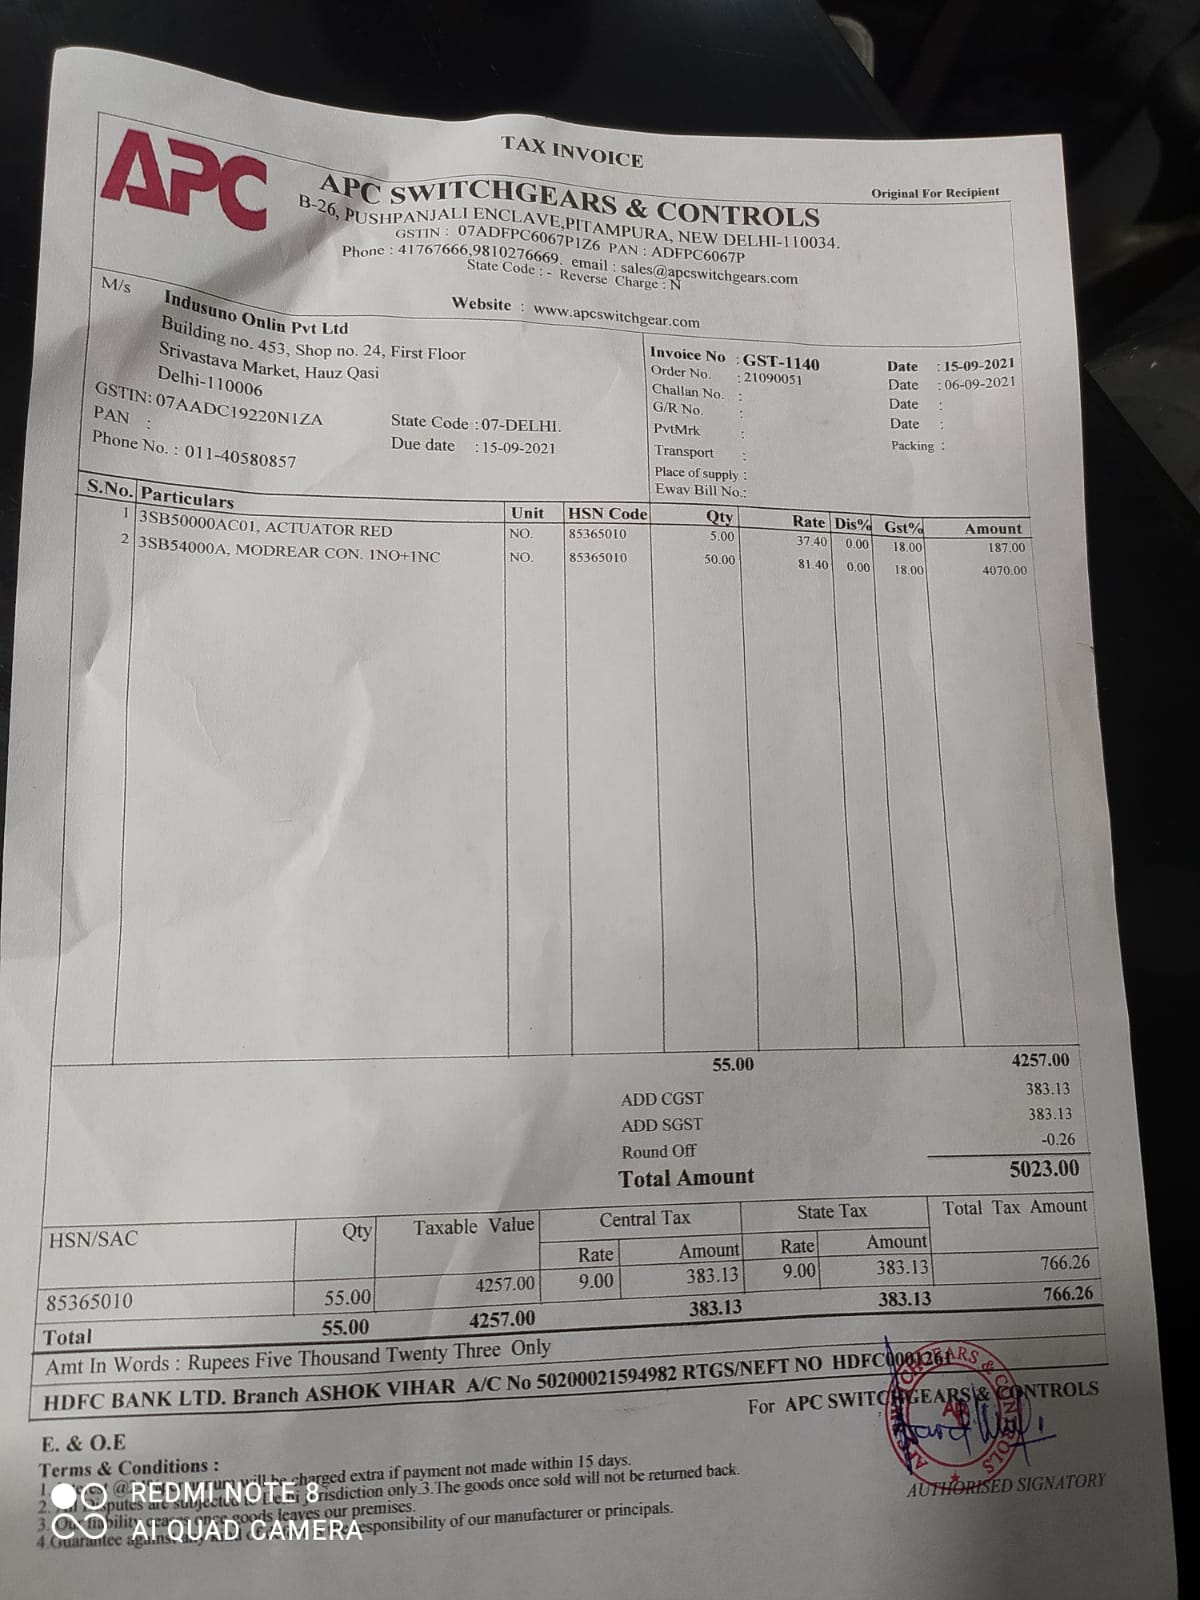 TAX INVOICE
Original For Recipient
APC
APC SWITCHGEARS & CONTROLS
B-26, PUSHPANJALI ENCLAVE,PITAMPURA, NEW DELHI-110034.
GSTIN : 07ADFPC6067P1Z6 PAN : ADFPC6067P
Phone : 41767666,9810276669. email : sales@apcswitchgears.com
State Code : - Reverse Charge : N
Website : www.apcswitchgear.com
M/s Indusuno Onlin Pvt Ltd
Building no. 453, Shop no. 24, First Floor
Srivastava Market, Hauz Qasi
Delhi-110006
GSTIN: 07AADC19220N1ZA State Code : 07-DELHI.
PAN : Due date : 15-09-2021
Phone No. : 011-40580857
Invoice No : GST-1140 Date : 15-09-2021
Order No. : 21090051 Date : 06-09-2021
Challan No. : Date :
G/R No. : Date :
PvtMrk : Packing :
Transport :
Place of supply :
Eway Bill No.:
S.No. Particulars Unit HSN Code Qty Rate Dis% Gst% Amount
1 3SB50000AC01, ACTUATOR RED NO. 85365010 5.00 37.40 0.00 18.00 187.00
2 3SB54000A, MODREAR CON. 1NO+1NC NO. 85365010 50.00 81.40 0.00 18.00 4070.00
55.00 4257.00
ADD CGST 383.13
ADD SGST 383.13
Round Off -0.26
Total Amount 5023.00
HSN/SAC Qty Taxable Value Central Tax State Tax Total Tax Amount
Rate Amount Rate Amount
85365010 55.00 4257.00 9.00 383.13 9.00 383.13 766.26
Total 55.00 4257.00 383.13 383.13 766.26
Amt In Words : Rupees Five Thousand Twenty Three Only
HDFC BANK LTD. Branch ASHOK VIHAR A/C No 50200021594982 RTGS/NEFT NO HDFC0001261
For APC SWITCHGEARS & CONTROLS
E. & O.E
Terms & Conditions :
will be charged extra if payment not made within 15 days.
2. Disputes are subjected to Delhi jurisdiction only.3.The goods once sold will not be returned back.
3. Our liability once goods leaves our premises.
4.Guarantee against responsibility of our manufacturer or principals.
AUTHORISED SIGNATORY
REDMI NOTE 8
AI QUAD CAMERA